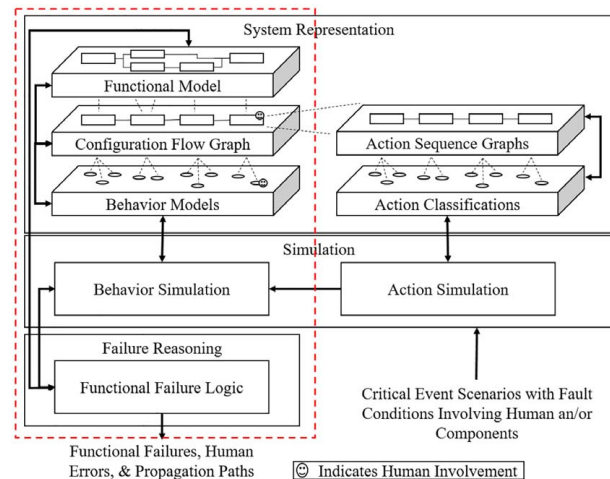 System Representation
Functional Model
Configuration Flow Graph
Action Sequence Graphs
Behavior Models
Action Classifications
Simulation
Behavior Simulation
Action Simulation
Failure Reasoning
Functional Failure Logic
Critical Event Scenarios with Fault
Conditions Involving Human an/or
Components
Functional Failures, Human
Errors, & Propagation Paths
Indicates Human Involvement